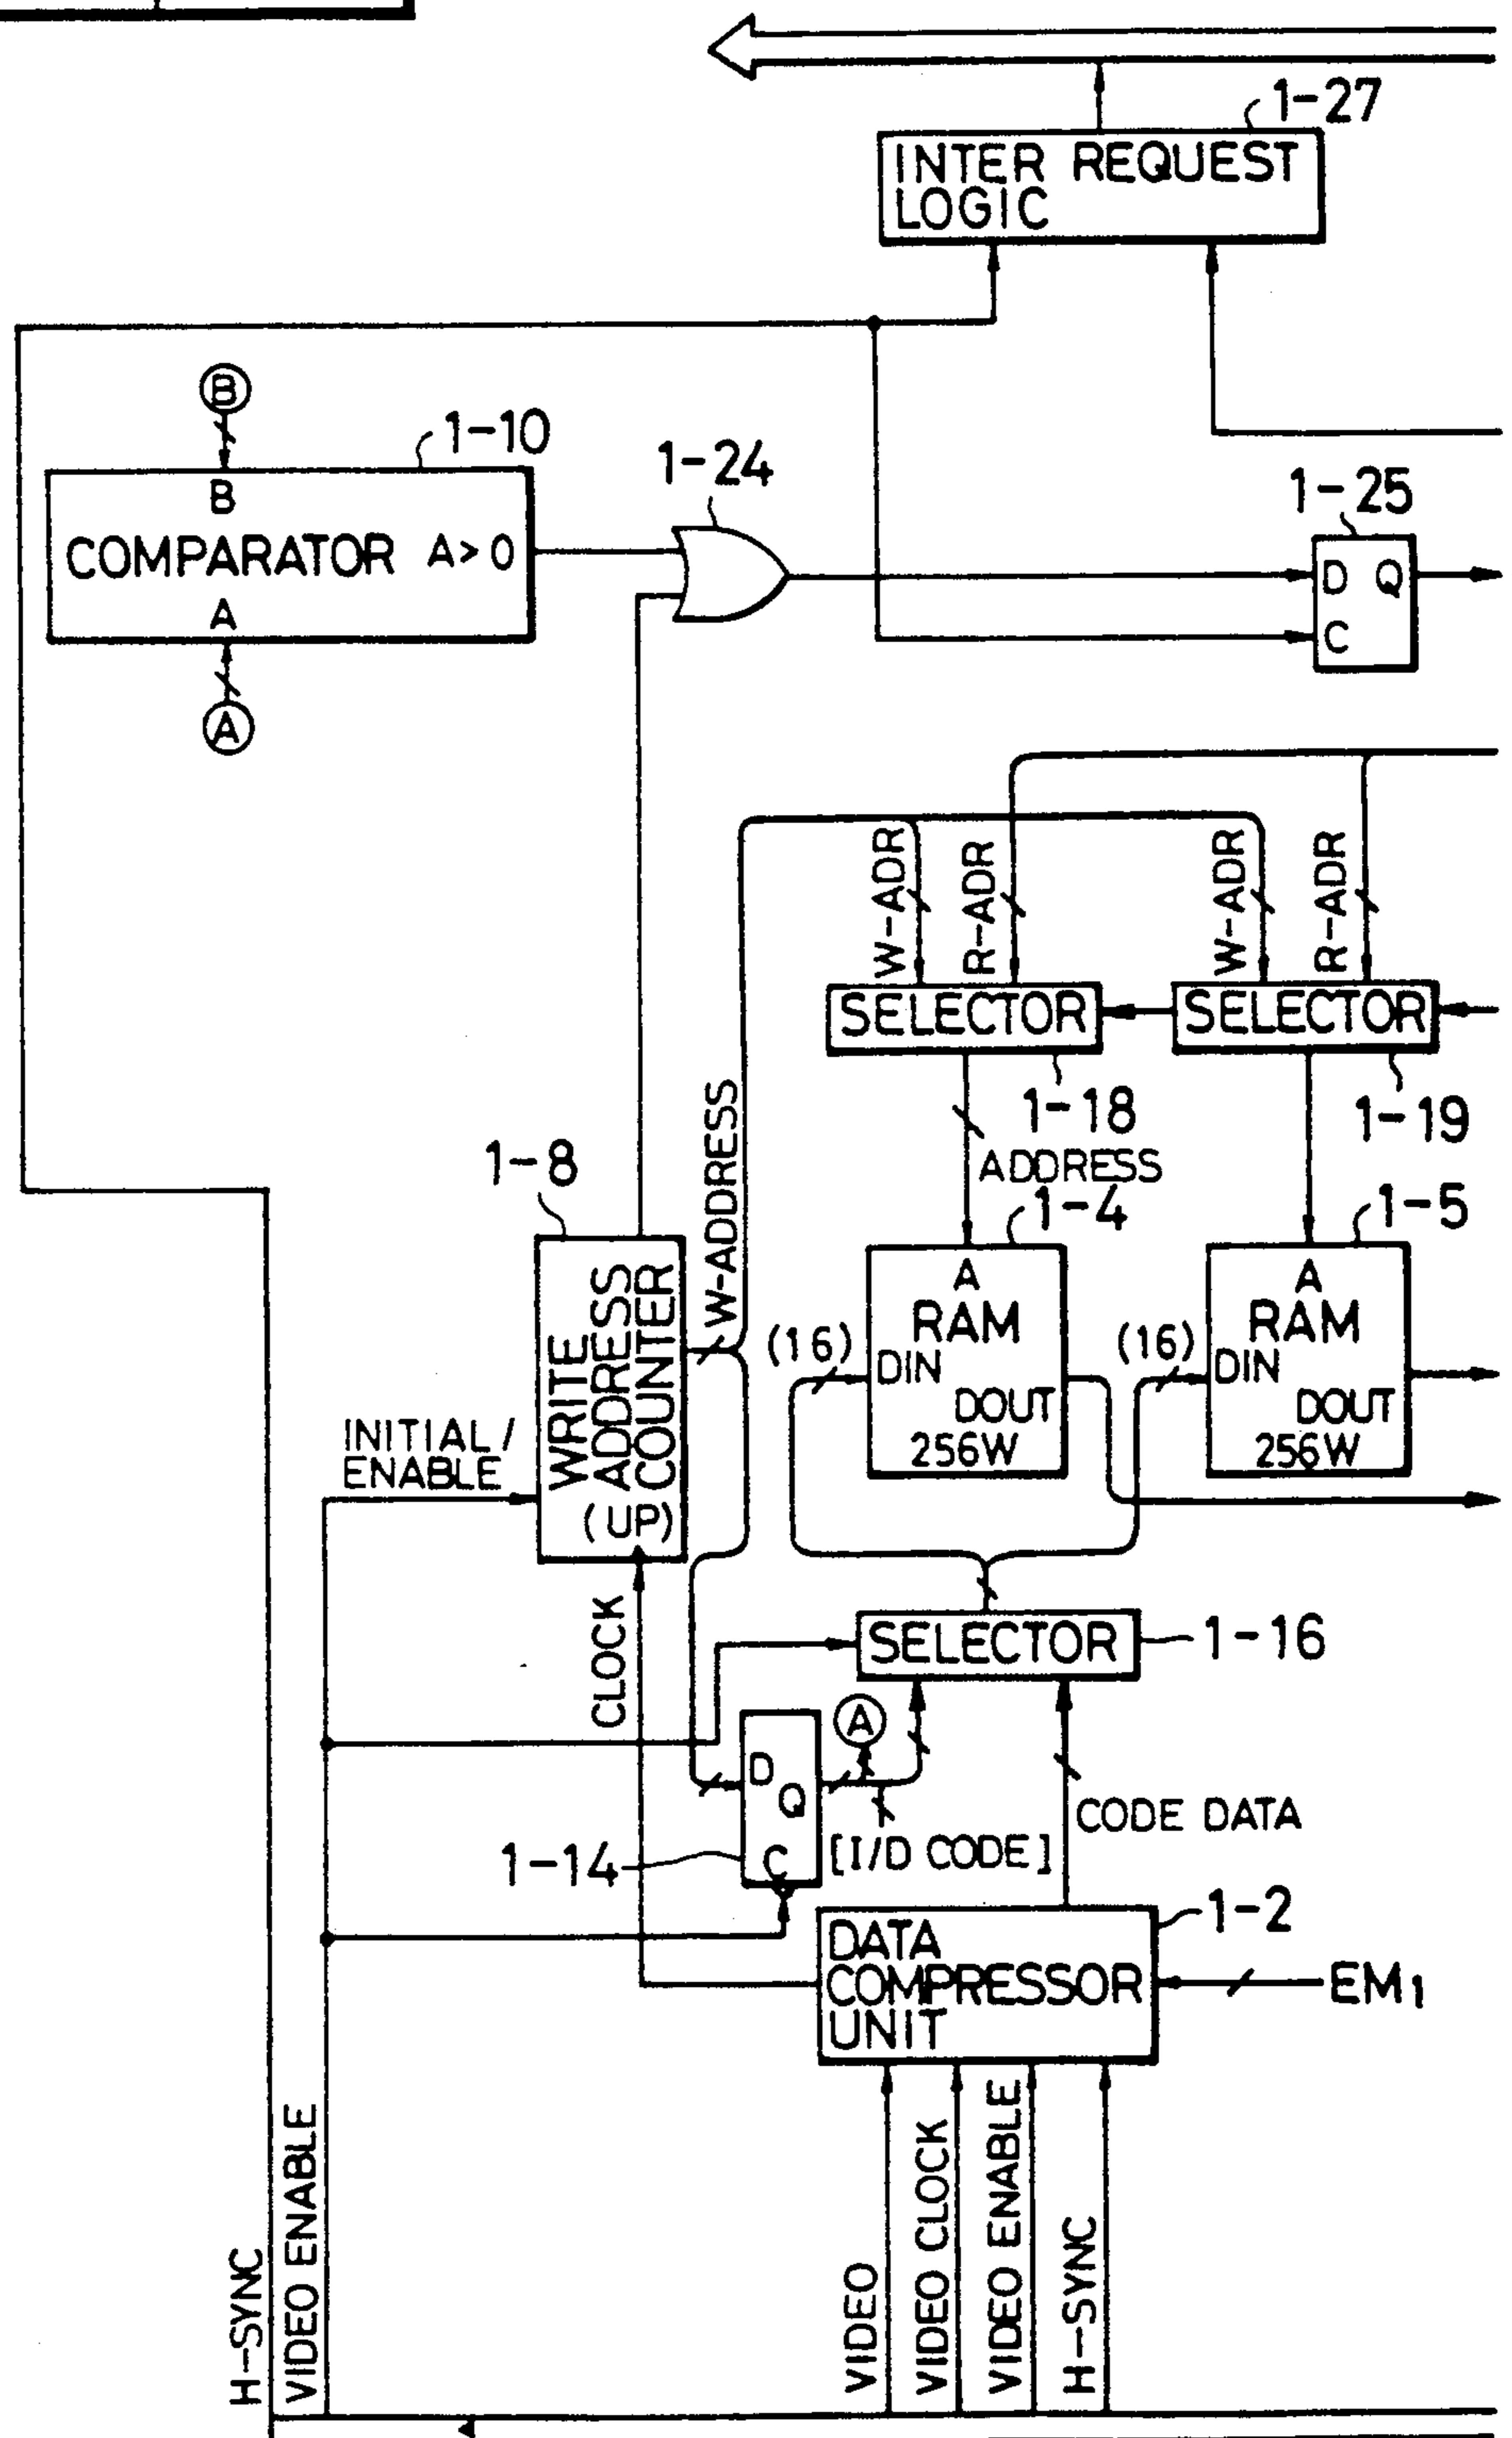 1-27
INTER REQUEST
LOGIC
B
1-10
B
COMPARATOR A>0
A
A
1-24
1-25
D Q
C
W-ADR
R-ADR
W-ADR
R-ADR
SELECTOR
SELECTOR
1-18
1-19
ADDRESS
W-ADDRESS
1-8
WRITE
ADDRESS
COUNTER
(UP)
1-4
1-5
A
RAM
(16)
DIN
DOUT
256W
A
RAM
(16)
DIN
DOUT
256W
INITIAL/
ENABLE
CLOCK
SELECTOR
1-16
A
D
Q
C
1-14
[I/D CODE]
CODE DATA
1-2
DATA
COMPRESSOR
UNIT
EM1
H-SYNC
VIDEO ENABLE
VIDEO
VIDEO CLOCK
VIDEO ENABLE
H-SYNC